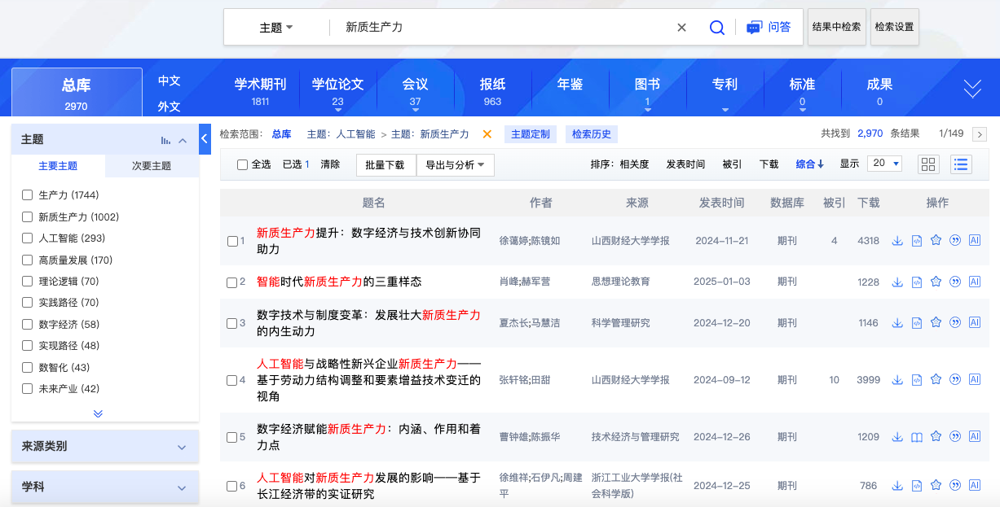 主题 新质生产力 问答 结果中检索 检索设置
总库 2970
中文
外文
学术期刊 1811
学位论文 23
会议 37
报纸 963
年鉴
图书 1
专利
标准 0
成果 0
主题
主要主题 次要主题
生产力 (1744)
新质生产力 (1002)
人工智能 (293)
高质量发展 (170)
理论逻辑 (70)
实践路径 (70)
数字经济 (58)
实现路径 (48)
数智化 (43)
未来产业 (42)
来源类别
学科
检索范围： 总库 主题：人工智能 > 主题：新质生产力 主题定制 检索历史 共找到 2,970 条结果 1/149
全选 已选 1 清除 批量下载 导出与分析 排序： 相关度 发表时间 被引 下载 综合 显示 20
题名 作者 来源 发表时间 数据库 被引 下载 操作
1 新质生产力提升：数字经济与技术创新协同 徐蔼婷;陈镜如 山西财经大学学报 2024-11-21 期刊 4 4318 AI
助力
2 智能时代新质生产力的三重样态 肖峰;赫军营 思想理论教育 2025-01-03 期刊 1228 AI
数字技术与制度变革：发展壮大新质生产力
3 的内生动力 夏杰长;马慧洁 科学管理研究 2024-12-20 期刊 1146 AI
人工智能与战略性新兴企业新质生产力——
4 基于劳动力结构调整和要素增益技术变迁的 张轩铭;田甜 山西财经大学学报 2024-09-12 期刊 10 3999 AI
视角
数字经济赋能新质生产力：内涵、作用和着
5 力点 曹钟雄;陈振华 技术经济与管理研究 2024-12-26 期刊 1209 AI
人工智能对新质生产力发展的影响——基于 徐维祥;石伊凡;周建 浙江工业大学学报(社
6 长江经济带的实证研究 平 会科学版) 2024-12-25 期刊 786 AI